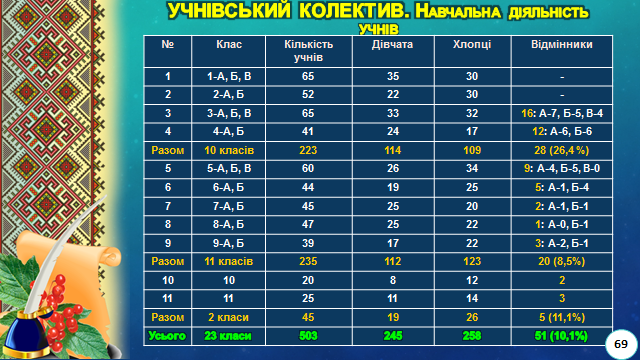 УЧНІВСЬКИЙ КОЛЕКТИВ. НАВЧАЛЬНА ДІЯЛЬНІСТЬ
УЧНІВ
№ Клас Кількість учнів Дівчата Хлопці Відмінники
1 1-А, Б, В 65 35 30 -
2 2-А, Б 52 22 30 -
3 3-А, Б, В 65 33 32 16: А-7, Б-5, В-4
4 4-А, Б 41 24 17 12: А-6, Б-6
Разом 10 класів 223 114 109 28 (26,4%)
5 5-А, Б, В 60 26 34 9: А-4, Б-5, В-0
6 6-А, Б 44 19 25 5: А-1, Б-4
7 7-А, Б 45 25 20 2: А-1, Б-1
8 8-А, Б 47 25 22 1: А-0, Б-1
9 9-А, Б 39 17 22 3: А-2, Б-1
Разом 11 класів 235 112 123 20 (8,5%)
10 10 20 8 12 2
11 11 25 11 14 3
Разом 2 класи 45 19 26 5 (11,1%)
Усього 23 класи 503 245 258 51 (10,1%)
69